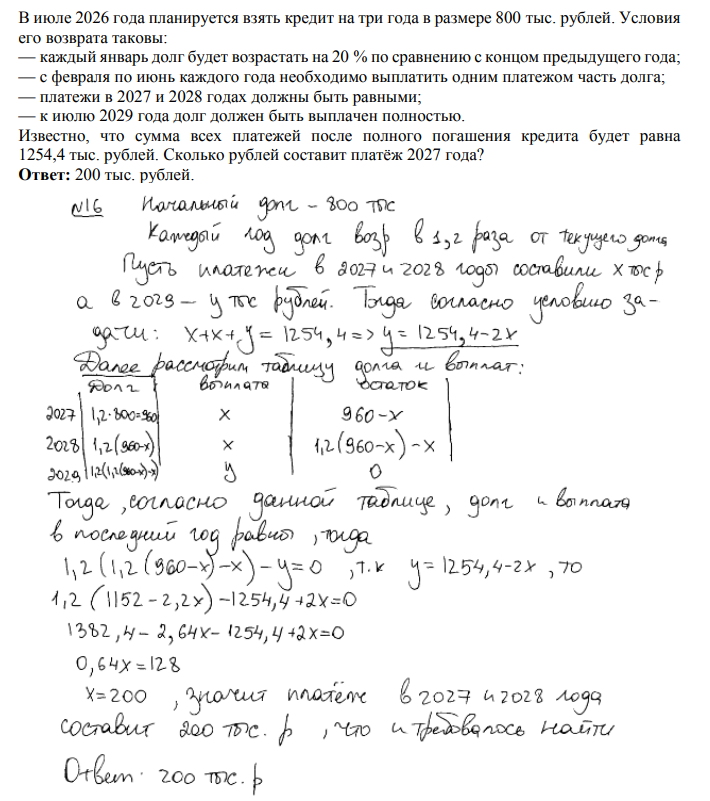 В июле 2026 года планируется взять кредит на три года в размере 800 тыс. рублей. Условия
его возврата таковы:
— каждый январь долг будет возрастать на 20 % по сравнению с концом предыдущего года;
— с февраля по июнь каждого года необходимо выплатить одним платежом часть долга;
— платежи в 2027 и 2028 годах должны быть равными;
— к июлю 2029 года долг должен быть выплачен полностью.
Известно, что сумма всех платежей после полного погашения кредита будет равна
1254,4 тыс. рублей. Сколько рублей составит платёж 2027 года?
Ответ: 200 тыс. рублей.
№16 Начальный долг – 800 тыс
Каждый год долг возр в 1,2 раза от текущего долга
Пусть платежи в 2027 и 2028 годы составили x тыс р
а в 2029 – y тыс рублей. Тогда согласно условию за-
дачи: x+x+y=1254,4=>y=1254,4-2x
Далее рассмотрим таблицу долга и выплат:
Долг выплата остаток
2027 1,2·800=960 x 960-x
2028 1,2(960-x) x 1,2(960-x)-x
2029 1,2(1,2(960-x)-x) y 0
Тогда, согласно данной таблице, долг и выплата
в последний год равны, тогда
1,2(1,2(960-x)-x)-y=0 , т.к y=1254,4-2x , то
1,2(1152-2,2x)-1254,4+2x=0
1382,4-2,64x-1254,4+2x=0
0,64x=128
x=200 , значит платёж в 2027 и 2028 года
составит 200 тыс. р , что и требовалось найти
Ответ: 200 тыс. р